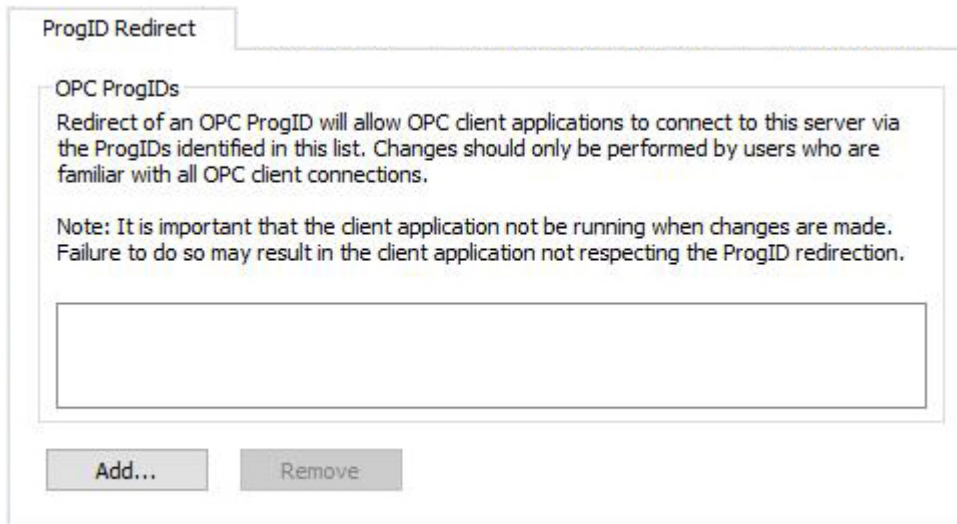 ProgID Redirect
OPC ProgIDs
Redirect of an OPC ProgID will allow OPC client applications to connect to this server via
the ProgIDs identified in this list. Changes should only be performed by users who are
familiar with all OPC client connections.
Note: It is important that the client application not be running when changes are made.
Failure to do so may result in the client application not respecting the ProgID redirection.
Add...
Remove